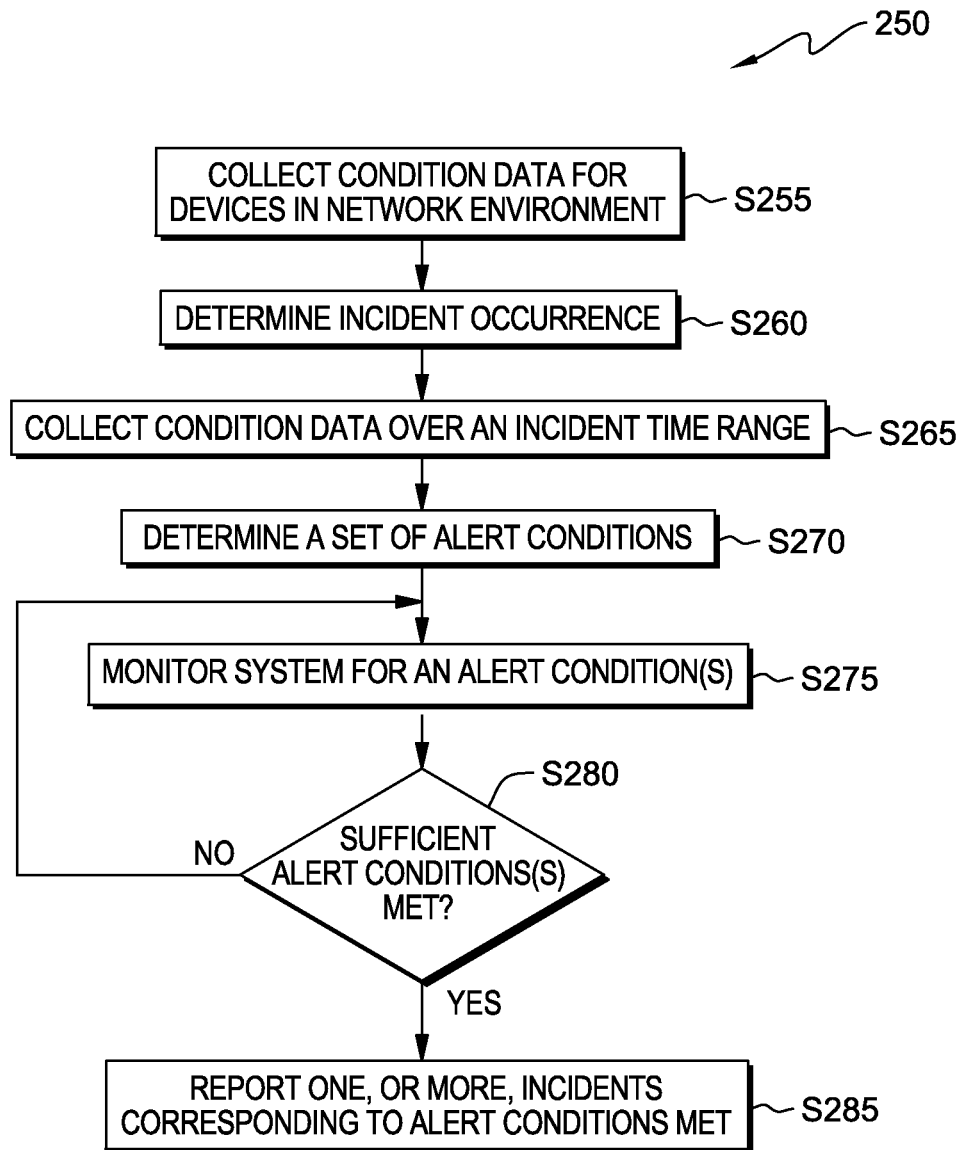 250
COLLECT CONDITION DATA FOR
DEVICES IN NETWORK ENVIRONMENT
S255
DETERMINE INCIDENT OCCURRENCE
S260
COLLECT CONDITION DATA OVER AN INCIDENT TIME RANGE
S265
DETERMINE A SET OF ALERT CONDITIONS
S270
MONITOR SYSTEM FOR AN ALERT CONDITION(S)
S275
S280
SUFFICIENT
ALERT CONDITIONS(S)
MET?
NO
YES
REPORT ONE, OR MORE, INCIDENTS
CORRESPONDING TO ALERT CONDITIONS MET
S285